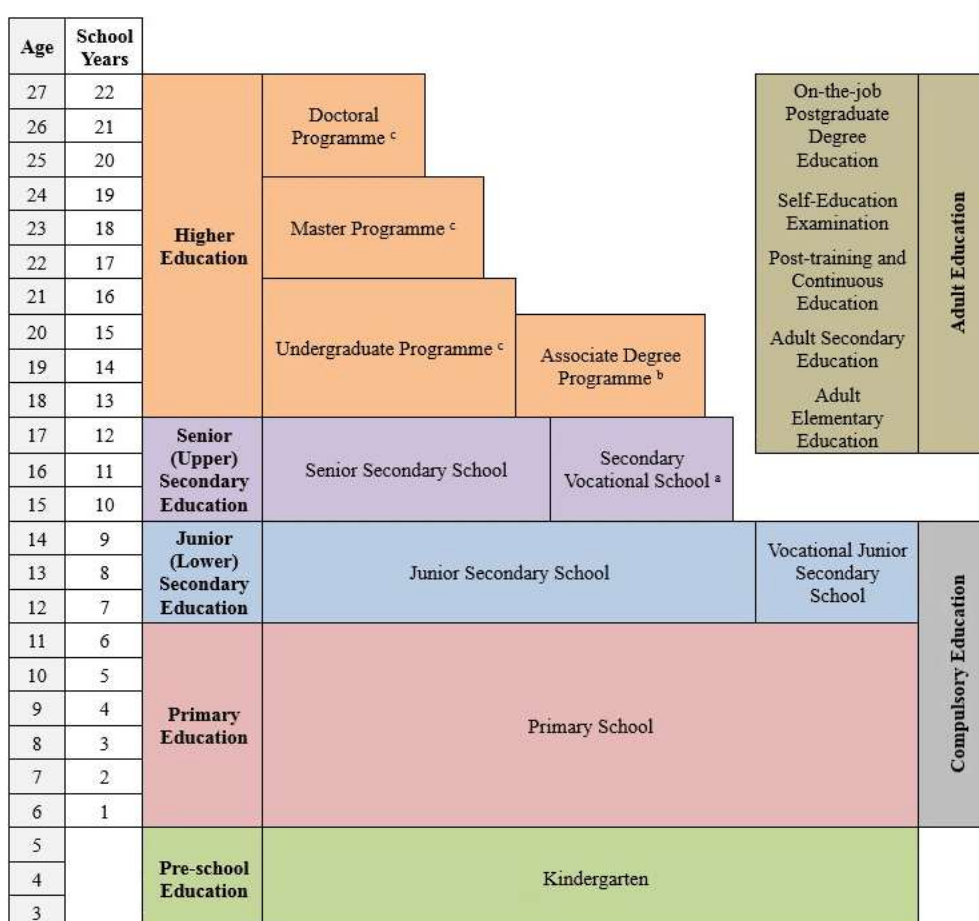 Age
School
Years
27
22
26
21
25
20
24
19
23
18
22
17
21
16
20
15
19
14
18
13
17
12
16
11
15
10
14
9
13
8
12
7
11
6
10
5
9
4
8
3
7
2
6
1
5
4
3
Higher
Education
Doctoral
Programme ᶜ
Master Programme ᶜ
Undergraduate Programme ᶜ
Associate Degree
Programme ᵇ
Senior
(Upper)
Secondary
Education
Senior Secondary School
Secondary
Vocational School ᵃ
Junior
(Lower)
Secondary
Education
Junior Secondary School
Vocational Junior
Secondary
School
Primary
Education
Primary School
Pre-school
Education
Kindergarten
On-the-job
Postgraduate
Degree
Education
Self-Education
Examination
Post-training and
Continuous
Education
Adult Secondary
Education
Adult
Elementary
Education
Adult Education
Compulsory Education